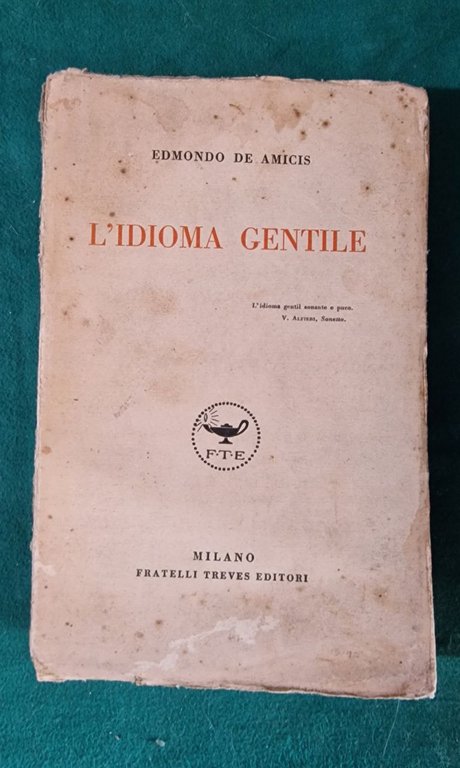 EDMONDO DE AMICIS
L'IDIOMA GENTILE
L'idioma gentil sonante e puro.
V. ALFIERI, Sonetto.
F·T·E
MILANO
FRATELLI TREVES EDITORI